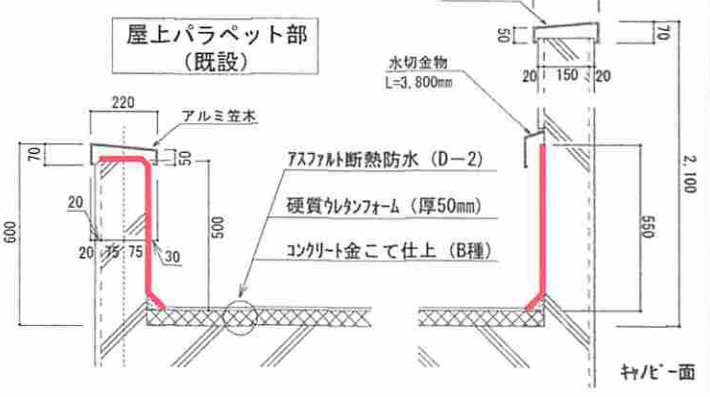 屋上パラペット部
（既設）
220
アルミ笠木
70
50
600
20
20
75
75
30
500
ｱｽﾌｧﾙﾄ断熱防水（D－2）
硬質ｳﾚﾀﾝﾌｫｰﾑ（厚50mm）
ｺﾝｸﾘｰﾄ金こて仕上（B種）
水切金物
L=3,800mm
50
70
20
150
20
2,100
550
ｷｬﾉﾋﾟｰ面